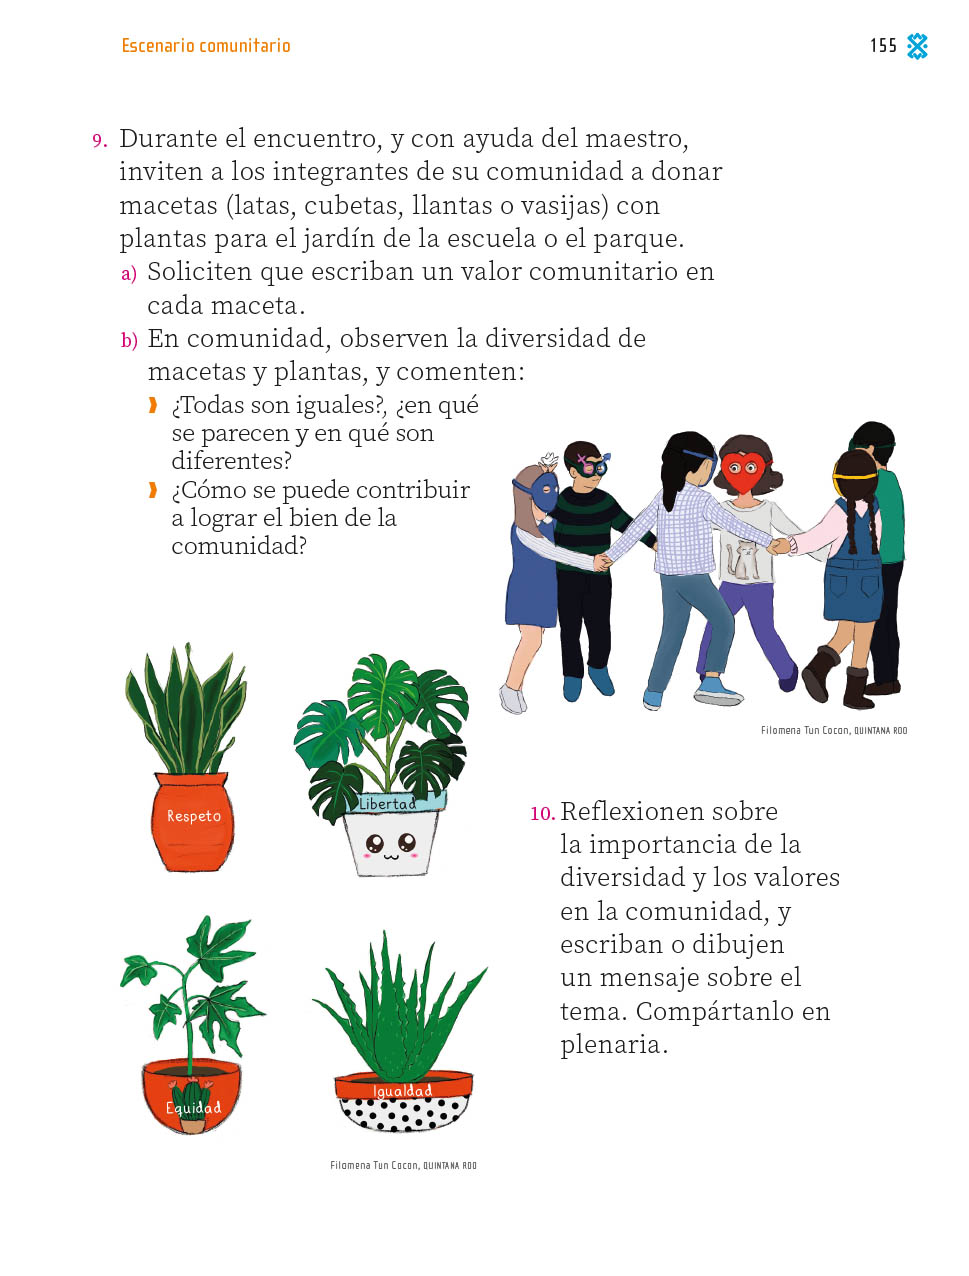 Escenario comunitario
155
9. Durante el encuentro, y con ayuda del maestro,
inviten a los integrantes de su comunidad a donar
macetas (latas, cubetas, llantas o vasijas) con
plantas para el jardín de la escuela o el parque.
a) Soliciten que escriban un valor comunitario en
cada maceta.
b) En comunidad, observen la diversidad de
macetas y plantas, y comenten:
¿Todas son iguales?, ¿en qué
se parecen y en qué son
diferentes?
¿Cómo se puede contribuir
a lograr el bien de la
comunidad?
Filomena Tun Cocon, QUINTANA ROO
Respeto
Libertad
10. Reflexionen sobre
la importancia de la
diversidad y los valores
en la comunidad, y
escriban o dibujen
un mensaje sobre el
tema. Compártanlo en
plenaria.
Equidad
Igualdad
Filomena Tun Cocon, QUINTANA ROO